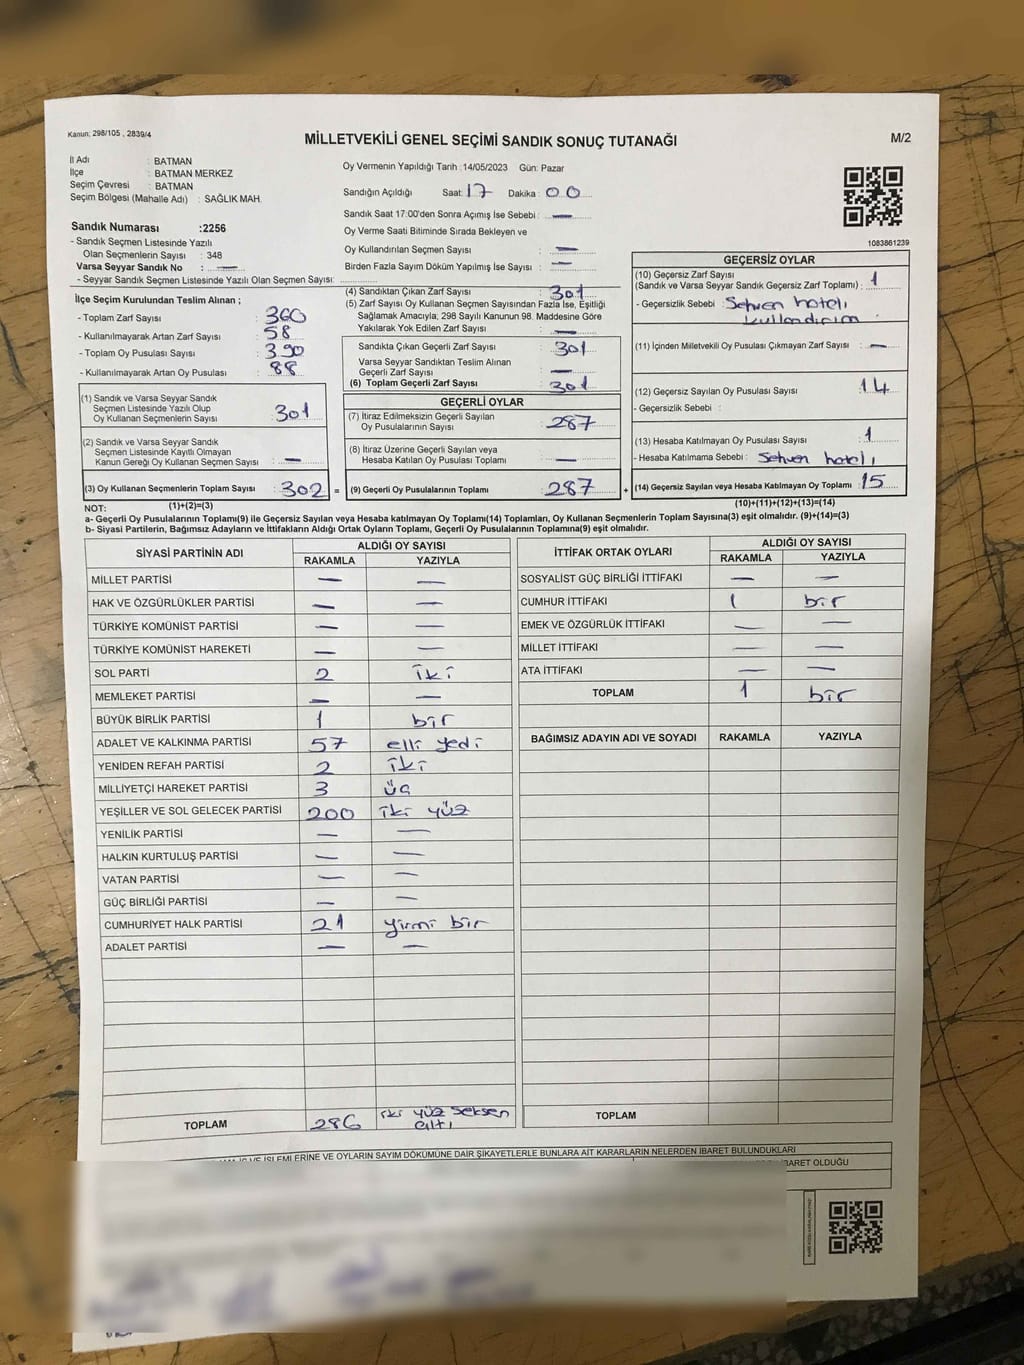 Kanun; 298/105 , 2839/4
MİLLETVEKİLİ GENEL SEÇİMİ SANDIK SONUÇ TUTANAĞI
M/2
İl Adı : BATMAN
İlçe : BATMAN MERKEZ
Seçim Çevresi : BATMAN
Seçim Bölgesi (Mahalle Adı) : SAĞLIK MAH.
Sandık Numarası :2256
- Sandık Seçmen Listesinde Yazılı
Olan Seçmenlerin Sayısı : 348
Varsa Seyyar Sandık No : —
- Seyyar Sandık Seçmen Listesinde Yazılı Olan Seçmen Sayısı:
Oy Vermenin Yapıldığı Tarih :14/05/2023 Gün: Pazar
Sandığın Açıldığı Saat: 17 Dakika : 00
Sandık Saat 17:00'den Sonra Açımış İse Sebebi : —
Oy Verme Saati Bitiminde Sırada Bekleyen ve
Oy Kullandırılan Seçmen Sayısı : —
Birden Fazla Sayım Döküm Yapılmış İse Sayısı : —
1083861239
İlçe Seçim Kurulundan Teslim Alınan ;
- Toplam Zarf Sayısı : 360
- Kullanılmayarak Artan Zarf Sayısı : 58
- Toplam Oy Pusulası Sayısı : 390
- Kullanılmayarak Artan Oy Pusulası : 88
(1) Sandık ve Varsa Seyyar Sandık
Seçmen Listesinde Yazılı Olup
Oy Kullanan Seçmenlerin Sayısı : 301
(2) Sandık ve Varsa Seyyar Sandık
Seçmen Listesinde Kayıtlı Olmayan
Kanun Gereği Oy Kullanan Seçmen Sayısı : —
(3) Oy Kullanan Seçmenlerin Toplam Sayısı : 302 =
(4) Sandıktan Çıkan Zarf Sayısı : 301
(5) Zarf Sayısı Oy Kullanan Seçmen Sayısından Fazla İse, Eşitliği
Sağlamak Amacıyla; 298 Sayılı Kanunun 98. Maddesine Göre
Yakılarak Yok Edilen Zarf Sayısı : —
Sandıkta Çıkan Geçerli Zarf Sayısı : 301
Varsa Seyyar Sandıktan Teslim Alınan
Geçerli Zarf Sayısı : —
(6) Toplam Geçerli Zarf Sayısı : 301
GEÇERLİ OYLAR
(7) İtiraz Edilmeksizin Geçerli Sayılan
Oy Pusulalarının Sayısı : 287
(8) İtiraz Üzerine Geçerli Sayılan veya
Hesaba Katılan Oy Pusulası Toplamı : —
(9) Geçerli Oy Pusulalarının Toplamı : 287 +
GEÇERSİZ OYLAR
(10) Geçersiz Zarf Sayısı
(Sandık ve Varsa Seyyar Sandık Geçersiz Zarf Toplamı) : 1
- Geçersizlik Sebebi : Sehven hatalı
kullandırım
(11) İçinden Milletvekili Oy Pusulası Çıkmayan Zarf Sayısı : —
(12) Geçersiz Sayılan Oy Pusulası Sayısı : 14
- Geçersizlik Sebebi :
(13) Hesaba Katılmayan Oy Pusulası Sayısı : 1
- Hesaba Katılmama Sebebi : Sehven hatalı
(14) Geçersiz Sayılan veya Hesaba Katılmayan Oy Toplamı : 15
NOT: (1)+(2)=(3)
(10)+(11)+(12)+(13)=(14)
a- Geçerli Oy Pusulalarının Toplamı(9) ile Geçersiz Sayılan veya Hesaba katılmayan Oy Toplamı(14) Toplamları, Oy Kullanan Seçmenlerin Toplam Sayısına(3) eşit olmalıdır. (9)+(14)=(3)
b- Siyasi Partilerin, Bağımsız Adayların ve İttifakların Aldığı Ortak Oyların Toplamı, Geçerli Oy Pusulalarının Toplamına(9) eşit olmalıdır.
SİYASİ PARTİNİN ADI ALDIĞI OY SAYISI
RAKAMLA YAZIYLA
MİLLET PARTİSİ — —
HAK VE ÖZGÜRLÜKLER PARTİSİ — —
TÜRKİYE KOMÜNİST PARTİSİ — —
TÜRKİYE KOMÜNİST HAREKETİ — —
SOL PARTİ 2 iki
MEMLEKET PARTİSİ — —
BÜYÜK BİRLİK PARTİSİ 1 bir
ADALET VE KALKINMA PARTİSİ 57 elli yedi
YENİDEN REFAH PARTİSİ 2 iki
MİLLİYETÇİ HAREKET PARTİSİ 3 üç
YEŞİLLER VE SOL GELECEK PARTİSİ 200 iki yüz
YENİLİK PARTİSİ — —
HALKIN KURTULUŞ PARTİSİ — —
VATAN PARTİSİ — —
GÜÇ BİRLİĞİ PARTİSİ — —
CUMHURİYET HALK PARTİSİ 21 yirmi bir
ADALET PARTİSİ — —
TOPLAM 286 iki yüz seksen
altı
İTTİFAK ORTAK OYLARI ALDIĞI OY SAYISI
RAKAMLA YAZIYLA
SOSYALİST GÜÇ BİRLİĞİ İTTİFAKI — —
CUMHUR İTTİFAKI 1 bir
EMEK VE ÖZGÜRLÜK İTTİFAKI — —
MİLLET İTTİFAKI — —
ATA İTTİFAKI — —
TOPLAM 1 bir
BAĞIMSIZ ADAYIN ADI VE SOYADI RAKAMLA YAZIYLA
TOPLAM
İŞLEMLERİNE VE OYLARIN SAYIM DÖKÜMÜNE DAİR ŞİKAYETLERLE BUNLARA AİT KARARLARIN NELERDEN İBARET BULUNDUKLARI
İBARET OLDUĞU